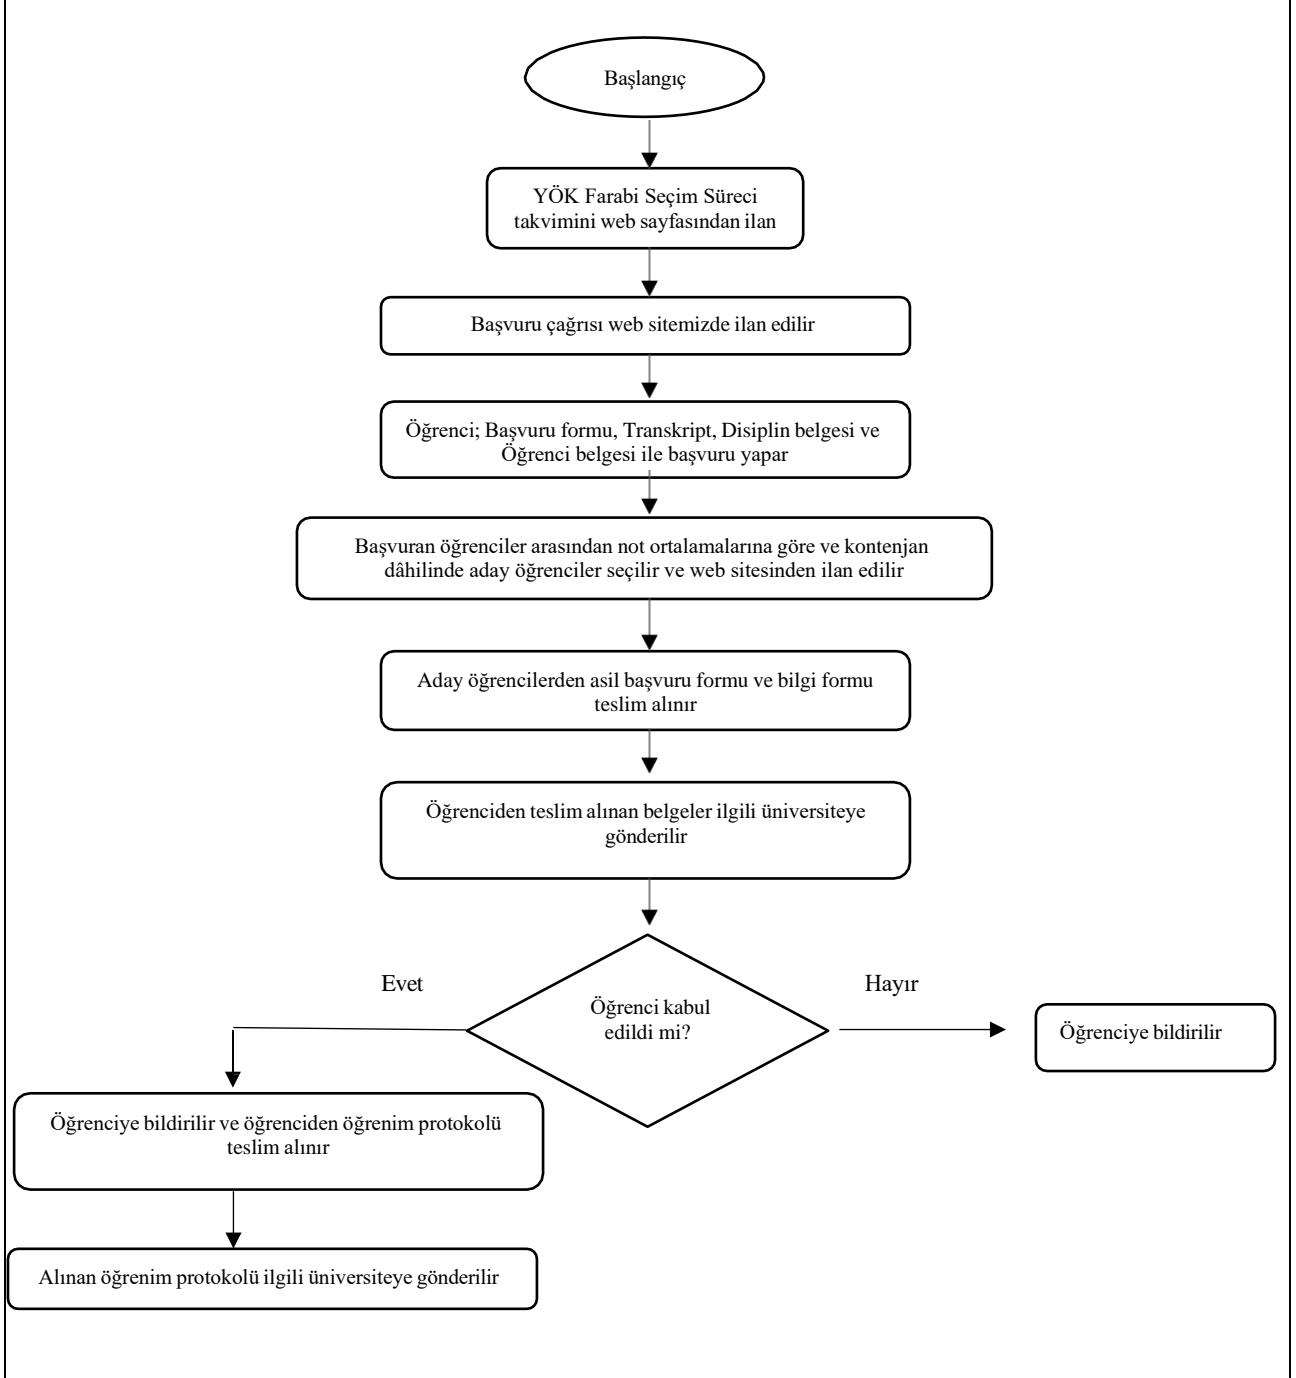 Başlangıç
YÖK Farabi Seçim Süreci
takvimini web sayfasından ilan
Başvuru çağrısı web sitemizde ilan edilir
Öğrenci; Başvuru formu, Transkript, Disiplin belgesi ve
Öğrenci belgesi ile başvuru yapar
Başvuran öğrenciler arasından not ortalamalarına göre ve kontenjan
dâhilinde aday öğrenciler seçilir ve web sitesinden ilan edilir
Aday öğrencilerden asil başvuru formu ve bilgi formu
teslim alınır
Öğrenciden teslim alınan belgeler ilgili üniversiteye
gönderilir
Evet
Hayır
Öğrenci kabul
edildi mi?
Öğrenciye bildirilir
Öğrenciye bildirilir ve öğrenciden öğrenim protokolü
teslim alınır
Alınan öğrenim protokolü ilgili üniversiteye gönderilir